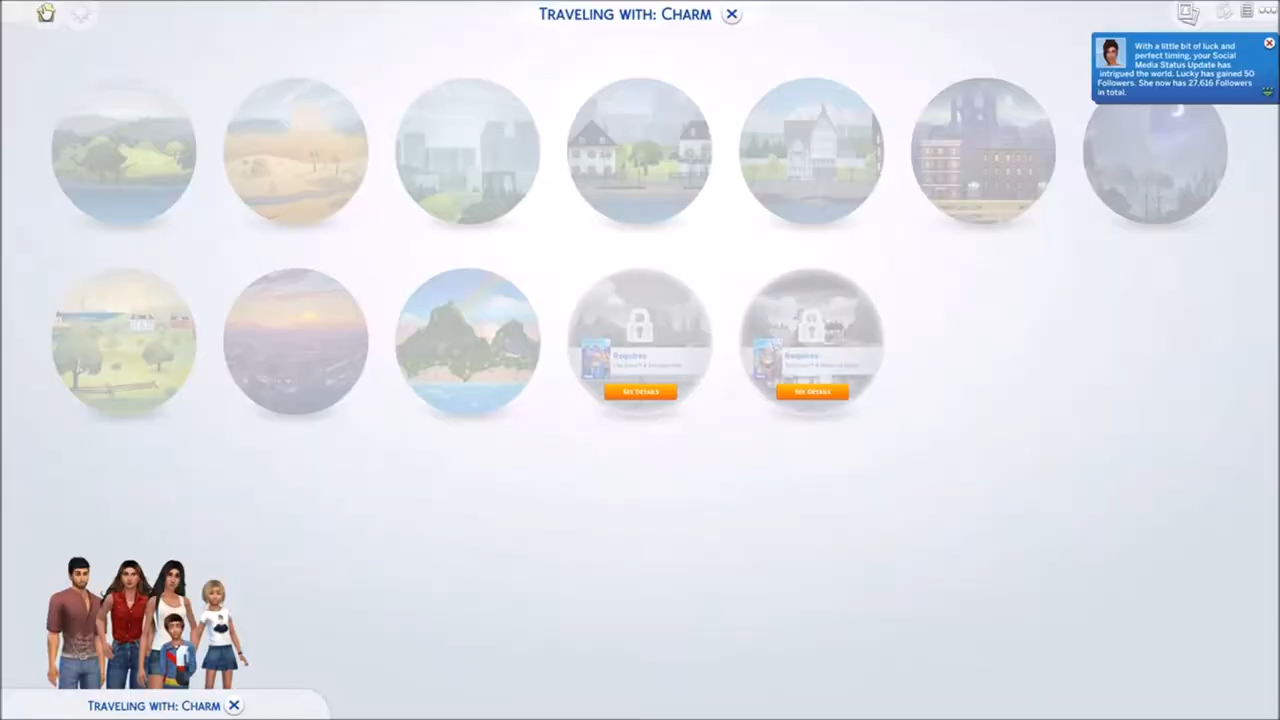 TRAVELING WITH: CHARM
With a little bit of luck and
perfect timing, your Social
Media Status Update has
intrigued the world. Lucky has gained 50
Followers. She now has 27,616 Followers
in total.
Requires
Requires
SEE DETAILS
SEE DETAILS
TRAVELING WITH: CHARM